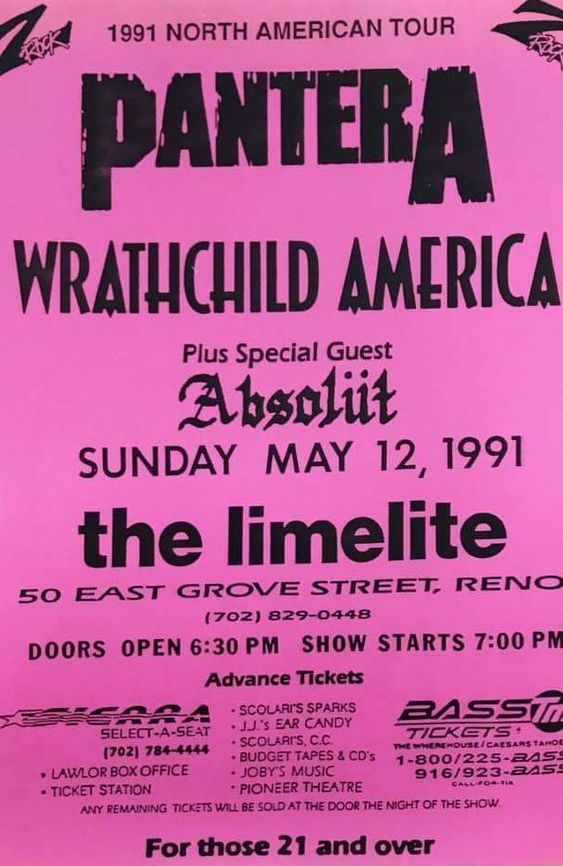 Z ROCK
Z ROCK
1991 NORTH AMERICAN TOUR
PANTERA
WRATHCHILD AMERICA
Plus Special Guest
Absolüt
SUNDAY MAY 12, 1991
the limelite
50 EAST GROVE STREET, RENO
(702) 829-0448
DOORS OPEN 6:30 PM SHOW STARTS 7:00 PM
Advance Tickets
SIERRA
SELECT-A-SEAT
(702) 784-4444
• LAWLOR BOX OFFICE
• TICKET STATION
• SCOLARI'S SPARKS
• J.J.'s EAR CANDY
• SCOLARI'S, C.C.
• BUDGET TAPES & CD's
• JOBY'S MUSIC
• PIONEER THEATRE
BASS
TICKETS
THE WHEREHOUSE / CAESARS TAHOE
1-800/225-BASS
916/923-BASS
CALL-FOR-TIX
ANY REMAINING TICKETS WILL BE SOLD AT THE DOOR THE NIGHT OF THE SHOW.
For those 21 and over